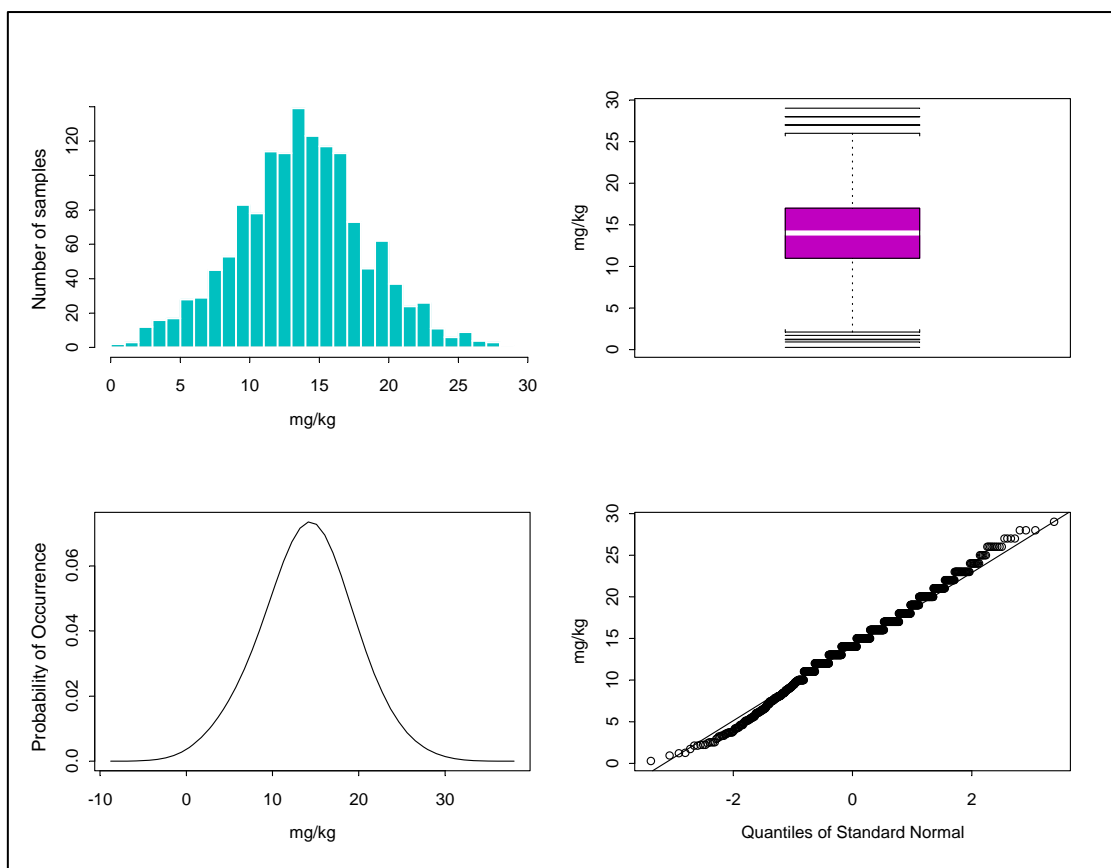 Number of samples
0 20 40 60 80 120
0 5 10 15 20 25 30
mg/kg
mg/kg
0 5 10 15 20 25 30
Probability of Occurrence
0.0 0.02 0.04 0.06
-10 0 10 20 30
mg/kg
mg/kg
0 5 10 15 20 25 30
-2 0 2
Quantiles of Standard Normal